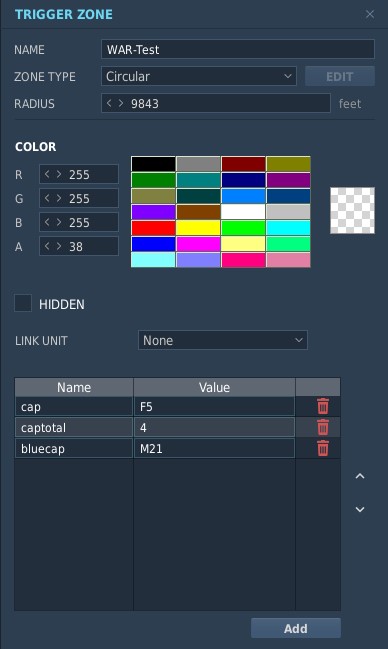 TRIGGER ZONE
NAME WAR-Test
ZONE TYPE Circular EDIT
RADIUS 9843 feet
COLOR
R 255
G 255
B 255
A 38
HIDDEN
LINK UNIT None
Name Value
cap F5
captotal 4
bluecap M21
Add